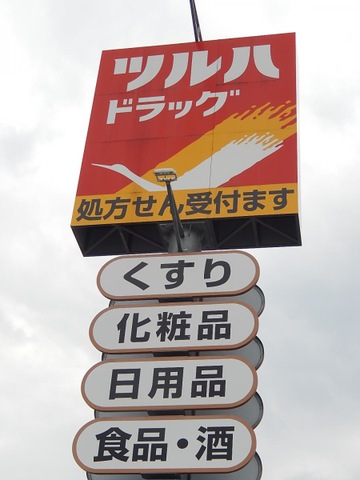 ツルハ
ドラッグ
処方せん受付ます
くすり
化粧品
日用品
食品・酒